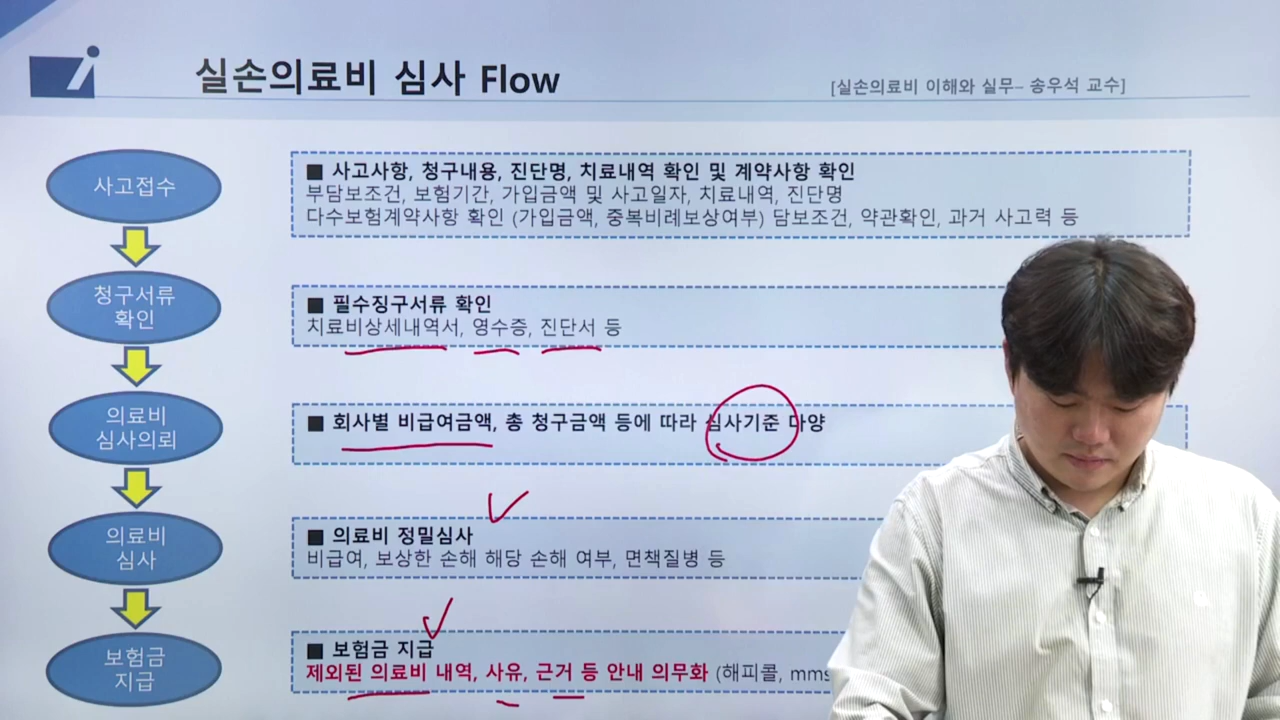 실손의료비 심사 Flow
[실손의료비 이해와 실무– 송우석 교수]
사고접수
■ 사고사항, 청구내용, 진단명, 치료내역 확인 및 계약사항 확인
부담보조건, 보험기간, 가입금액 및 사고일자, 치료내역, 진단명
다수보험계약사항 확인 (가입금액, 중복비례보상여부) 담보조건, 약관확인, 과거 사고력 등
청구서류
확인
■ 필수징구서류 확인
치료비상세내역서, 영수증, 진단서 등
의료비
심사의뢰
■ 회사별 비급여금액, 총 청구금액 등에 따라 심사기준 다양
의료비
심사
■ 의료비 정밀심사
비급여, 보상한 손해 해당 손해 여부, 면책질병 등
보험금
지급
■ 보험금 지급
제외된 의료비 내역, 사유, 근거 등 안내 의무화 (해피콜, mms